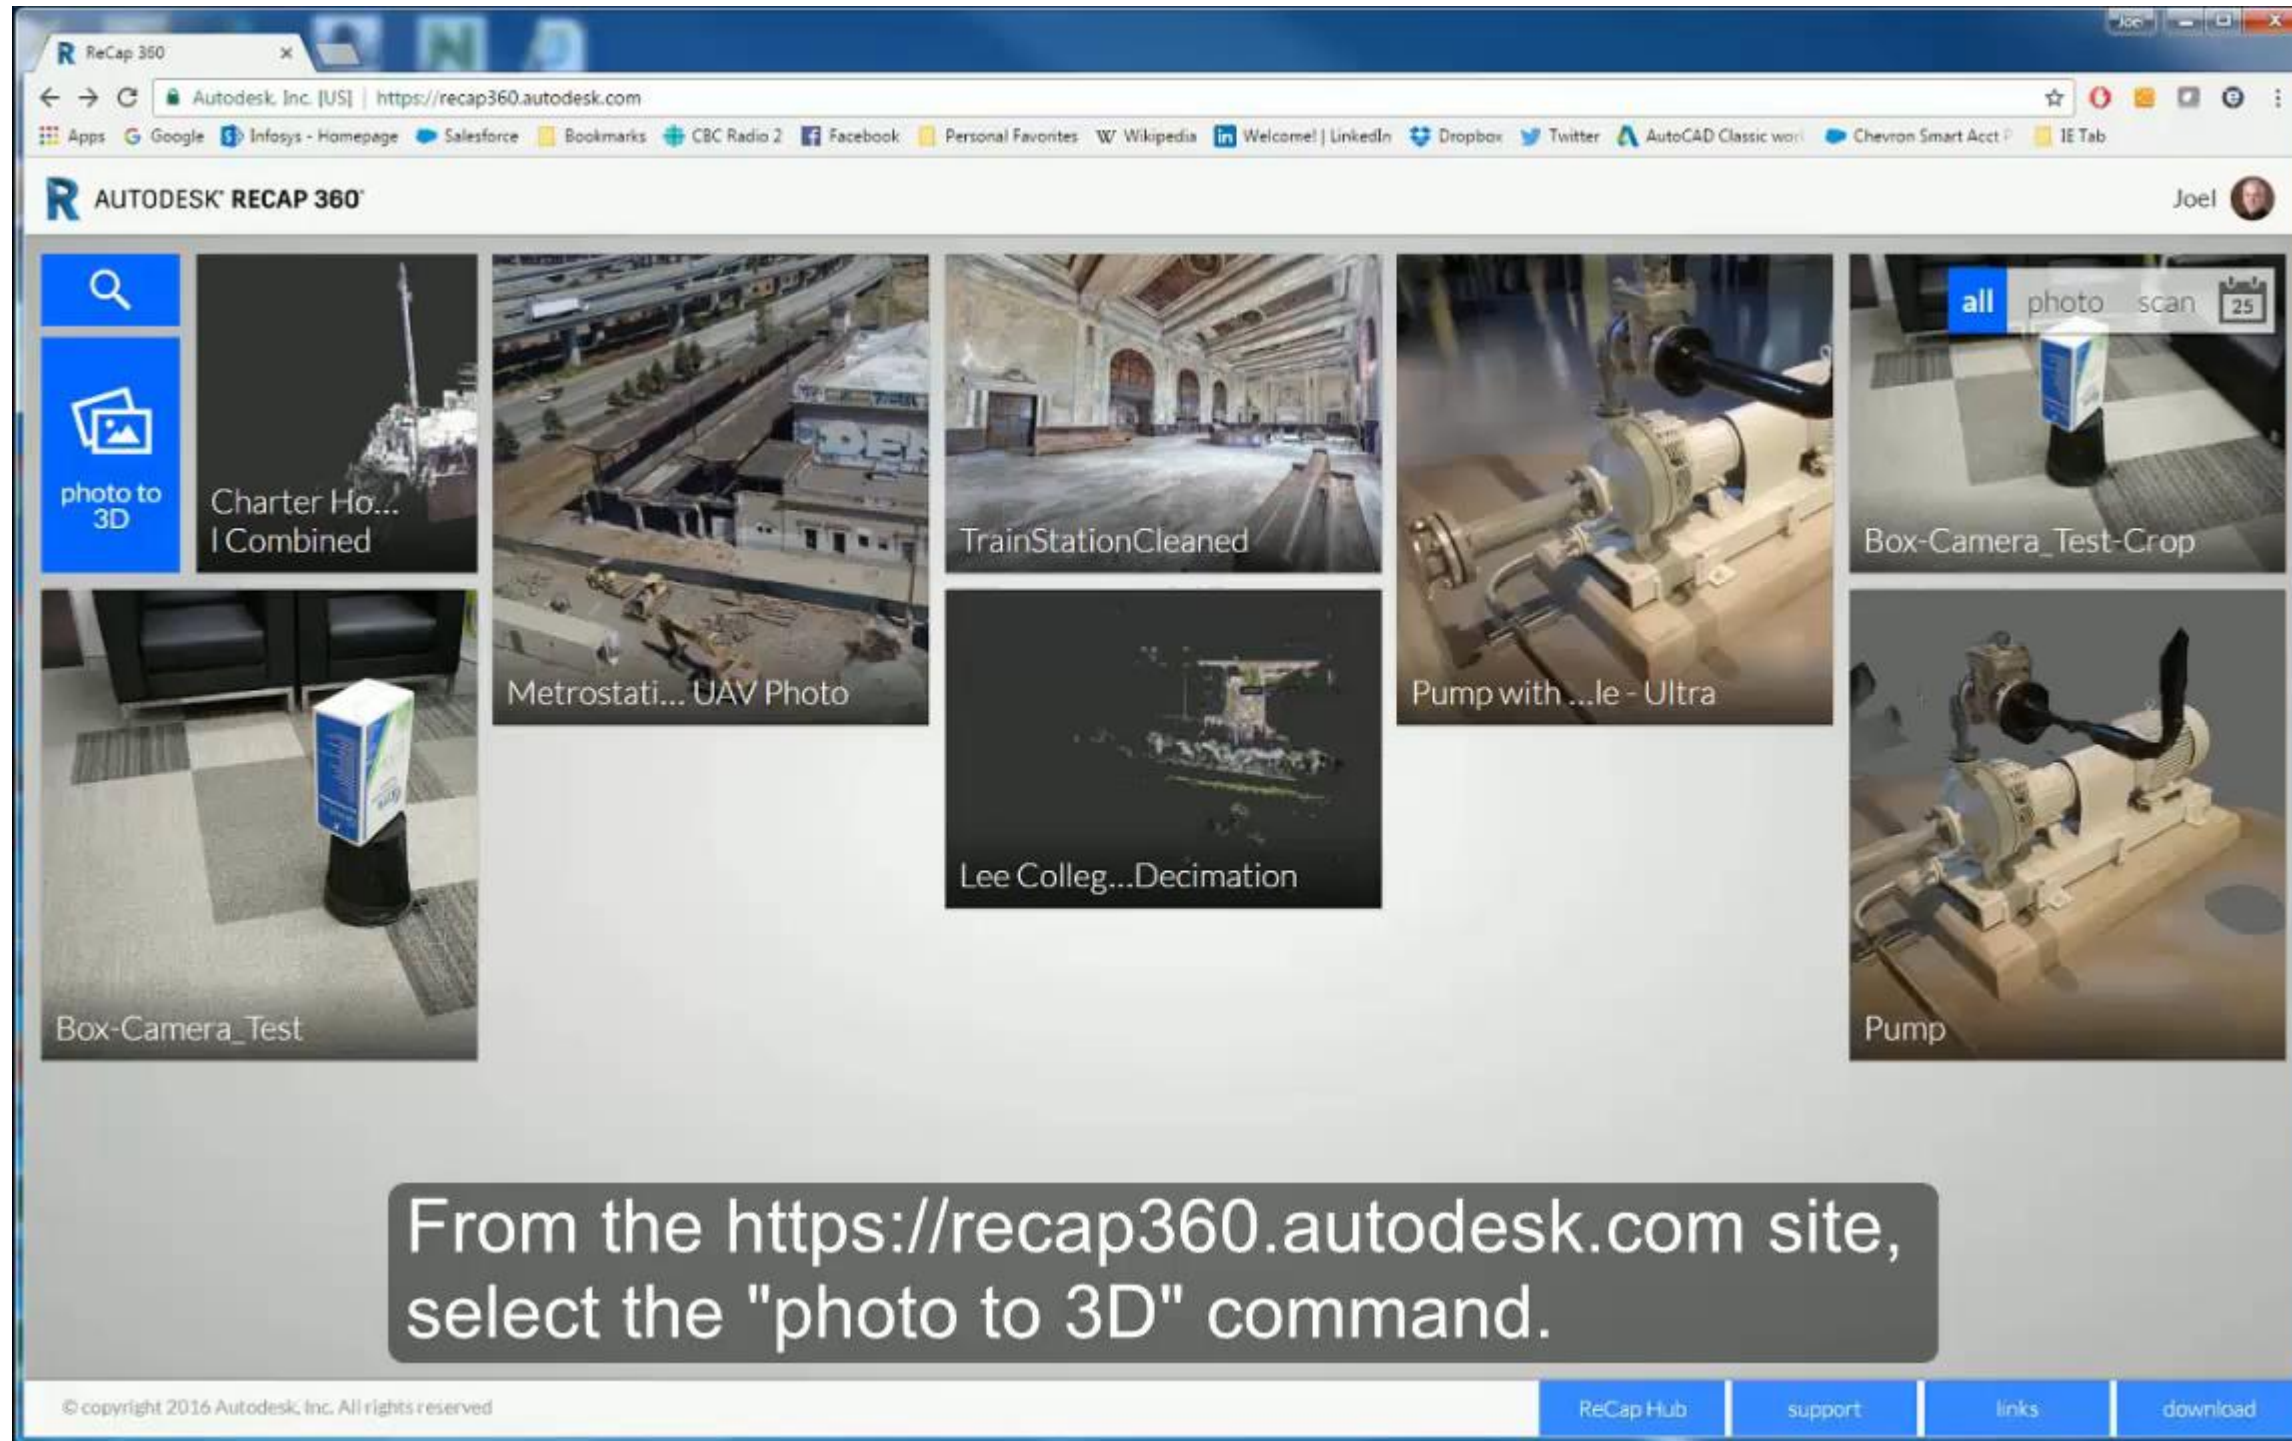 Joel
ReCap 360
Autodesk, Inc. [US] | https://recap360.autodesk.com
Apps Google Infosys - Homepage Salesforce Bookmarks CBC Radio 2 Facebook Personal Favorites Wikipedia Welcome! | LinkedIn Dropbox Twitter AutoCAD Classic wor Chevron Smart Acct P IE Tab
AUTODESK® RECAP 360™
Joel
all photo scan 25
photo to
3D
Charter Ho...
l Combined
TrainStationCleaned
Box-Camera_Test-Crop
Metrostati... UAV Photo
Pump with ...le - Ultra
Lee Colleg...Decimation
Box-Camera_Test
Pump
From the https://recap360.autodesk.com site,
select the "photo to 3D" command.
© copyright 2016 Autodesk, Inc. All rights reserved
ReCap Hub support links download